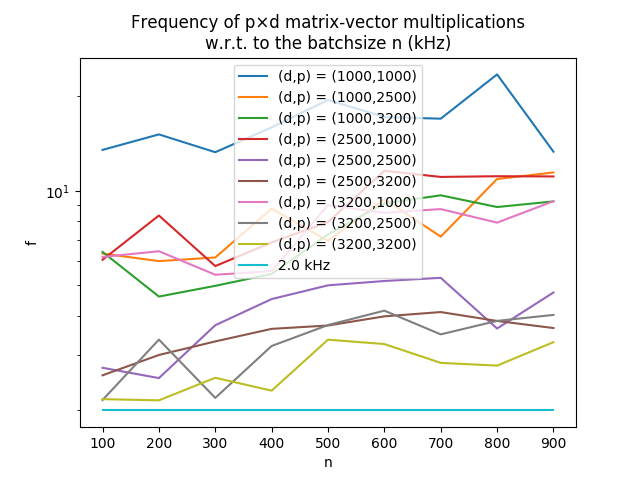 Frequency of p×d matrix-vector multiplications
w.r.t. to the batchsize n (kHz)
(d,p) = (1000,1000)
(d,p) = (1000,2500)
(d,p) = (1000,3200)
(d,p) = (2500,1000)
(d,p) = (2500,2500)
(d,p) = (2500,3200)
(d,p) = (3200,1000)
(d,p) = (3200,2500)
(d,p) = (3200,3200)
2.0 kHz
10¹
f
100 200 300 400 500 600 700 800 900
n